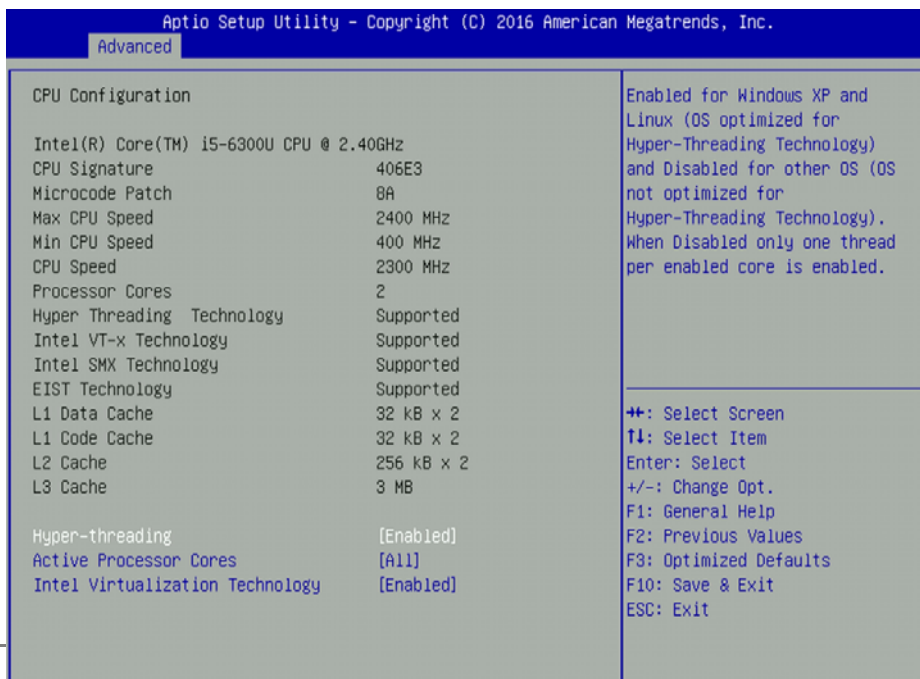 Aptio Setup Utility – Copyright (C) 2016 American Megatrends, Inc.
Advanced
CPU Configuration
Intel(R) Core(TM) i5-6300U CPU @ 2.40GHz
CPU Signature 406E3
Microcode Patch 8A
Max CPU Speed 2400 MHz
Min CPU Speed 400 MHz
CPU Speed 2300 MHz
Processor Cores 2
Hyper Threading Technology Supported
Intel VT-x Technology Supported
Intel SMX Technology Supported
EIST Technology Supported
L1 Data Cache 32 kB x 2
L1 Code Cache 32 kB x 2
L2 Cache 256 kB x 2
L3 Cache 3 MB
Hyper-threading [Enabled]
Active Processor Cores [All]
Intel Virtualization Technology [Enabled]
Enabled for Windows XP and
Linux (OS optimized for
Hyper-Threading Technology)
and Disabled for other OS (OS
not optimized for
Hyper-Threading Technology).
When Disabled only one thread
per enabled core is enabled.
→←: Select Screen
↑↓: Select Item
Enter: Select
+/-: Change Opt.
F1: General Help
F2: Previous Values
F3: Optimized Defaults
F10: Save & Exit
ESC: Exit